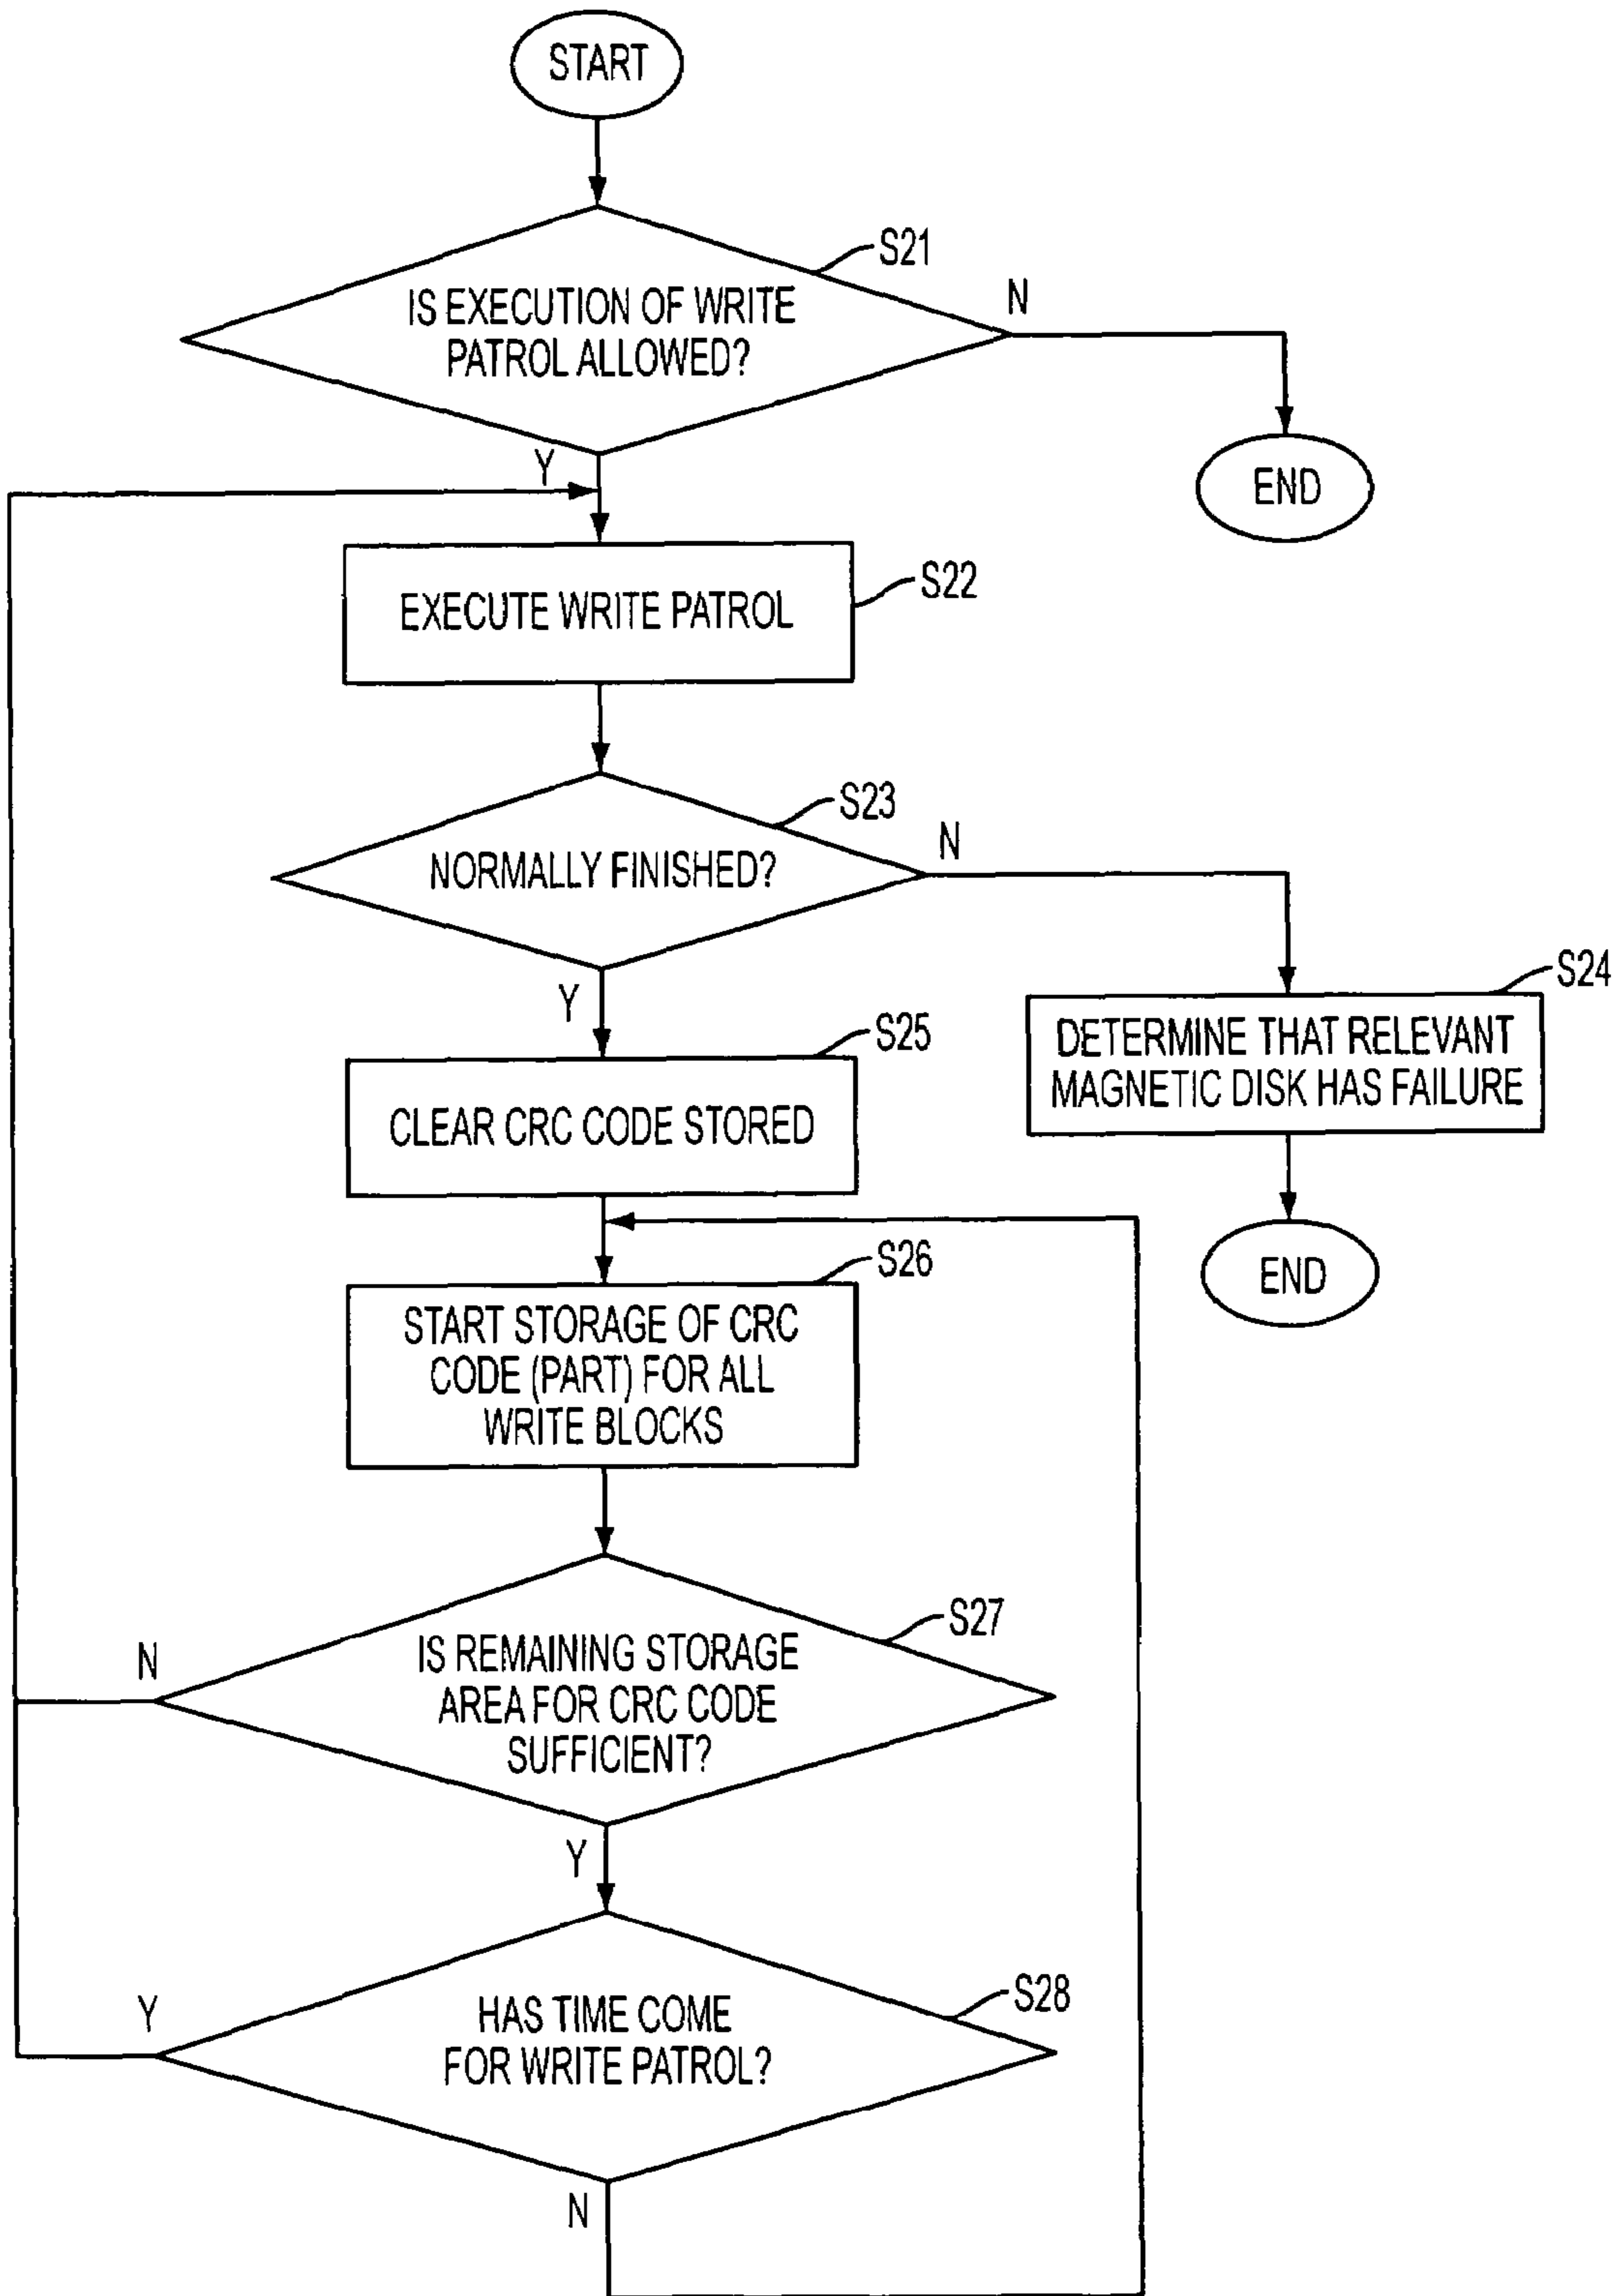 START
S21
IS EXECUTION OF WRITE
PATROL ALLOWED?
N
Y
END
S22
EXECUTE WRITE PATROL
S23
NORMALLY FINISHED?
N
Y
S24
DETERMINE THAT RELEVANT
MAGNETIC DISK HAS FAILURE
S25
CLEAR CRC CODE STORED
END
S26
START STORAGE OF CRC
CODE (PART) FOR ALL
WRITE BLOCKS
S27
IS REMAINING STORAGE
AREA FOR CRC CODE
SUFFICIENT?
N
Y
S28
HAS TIME COME
FOR WRITE PATROL?
Y
N